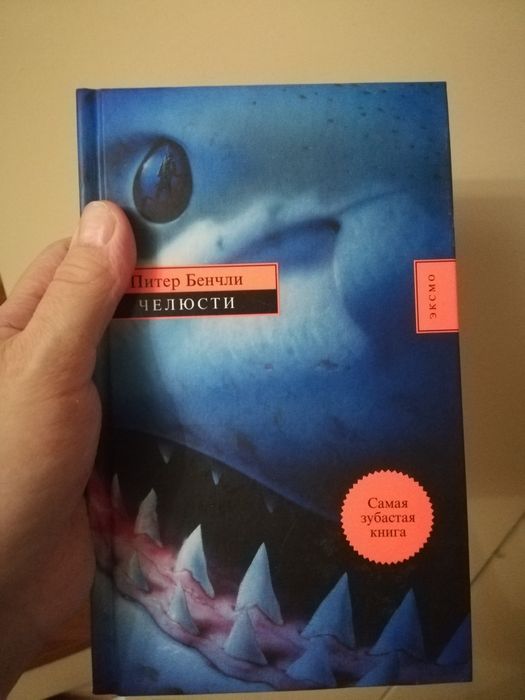 Питер Бенчли
ЧЕЛЮСТИ
ЭКСМО
Самая
зубастая
книга